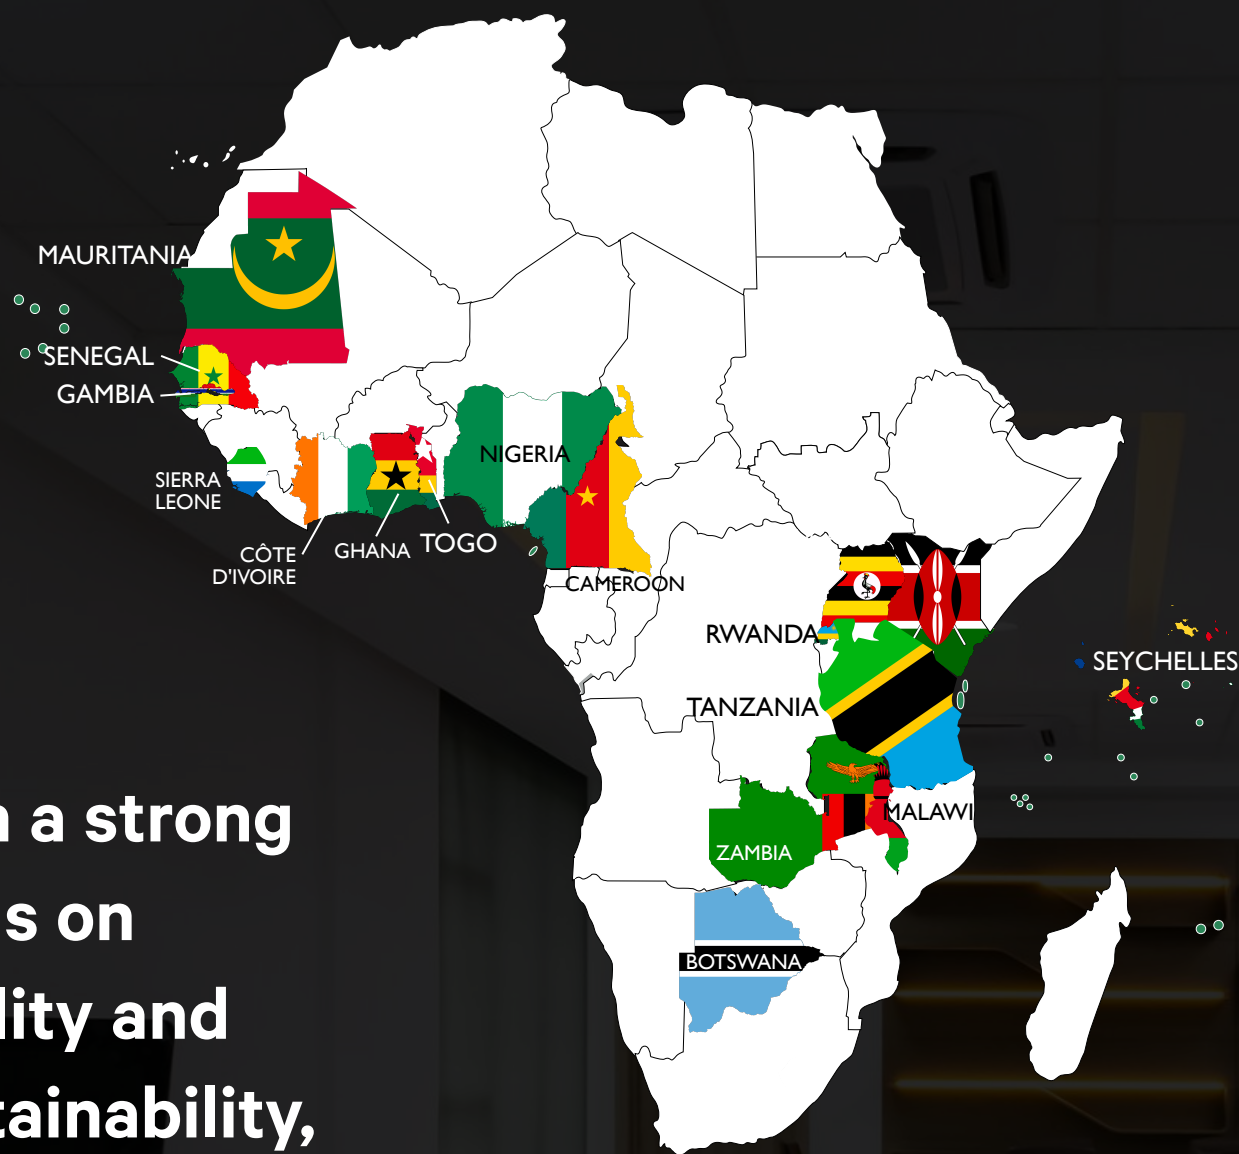 MAURITANIA
SENEGAL
GAMBIA
SIERRA
LEONE
CÔTE
D'IVOIRE
GHANA
TOGO
NIGERIA
CAMEROON
RWANDA
TANZANIA
SEYCHELLES
MALAWI
ZAMBIA
BOTSWANA
a strong
s on
lity and
tainability,